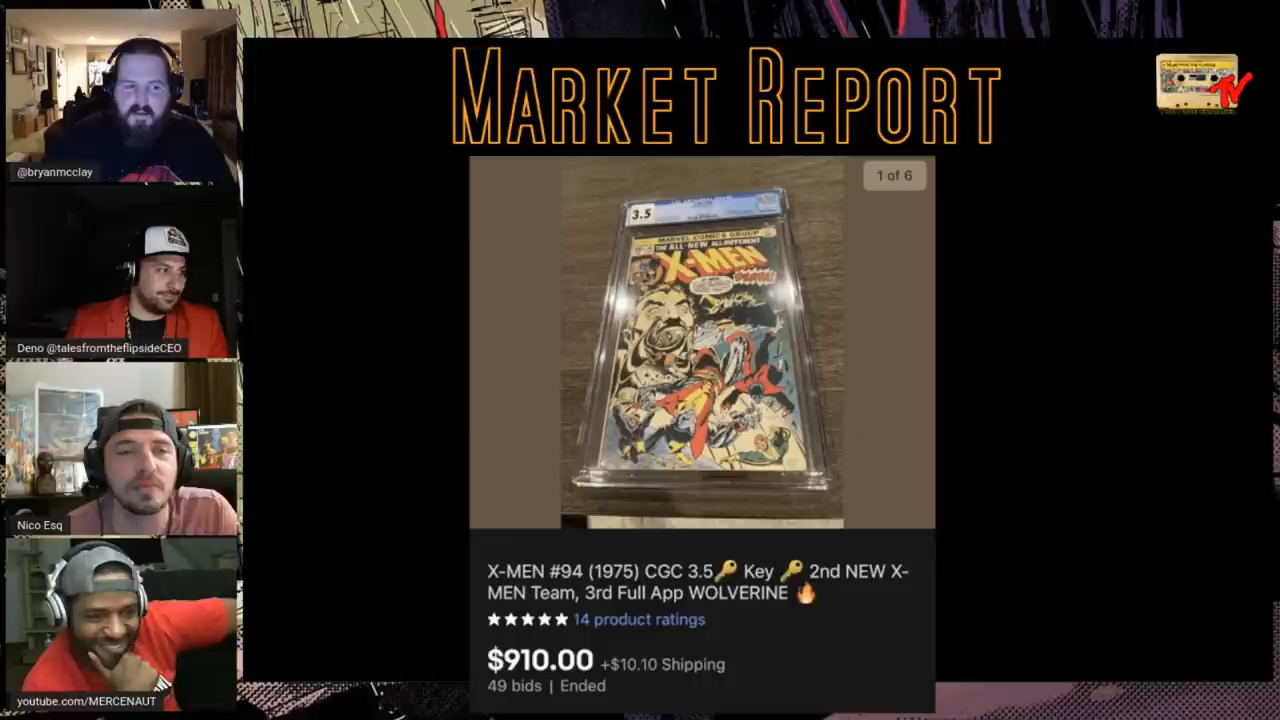 MARKET REPORT
TV
@bryanmcclay
Deno @talesfromtheflipsideCEO
Nico Esq
youtube.com/MERCENAUT
1 of 6
3.5
MARVEL COMICS GROUP
THE ALL-NEW, ALL-DIFFERENT
X-MEN
X-MEN #94 (1975) CGC 3.5🔑 Key 🔑 2nd NEW X-
MEN Team, 3rd Full App WOLVERINE 🔥
★★★★★ 14 product ratings
$910.00 +$10.10 Shipping
49 bids | Ended